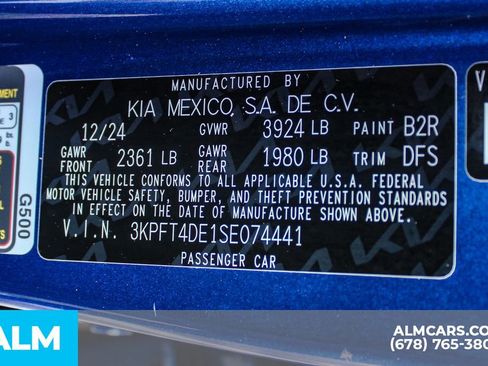 MANUFACTURED BY
KIA MEXICO, S.A. DE C.V.
12/24 GVWR 3924 LB PAINT B2R
GAWR FRONT 2361 LB GAWR REAR 1980 LB TRIM DFS
THIS VEHICLE CONFORMS TO ALL APPLICABLE U.S.A. FEDERAL
MOTOR VEHICLE SAFETY, BUMPER, AND THEFT PREVENTION STANDARDS
IN EFFECT ON THE DATE OF MANUFACTURE SHOWN ABOVE.
V.I.N. 3KPFT4DE1SE074441
PASSENGER CAR
G500
ALM
ALMCARS.CO
(678) 765-380